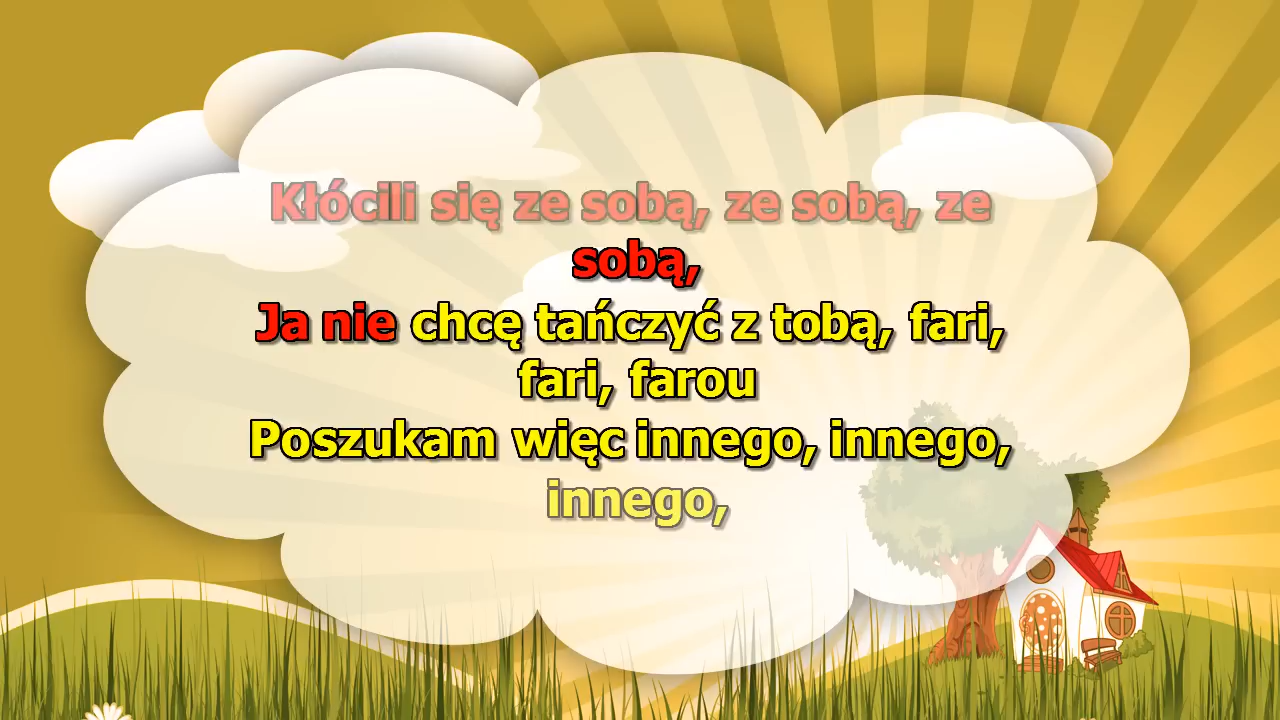 Kłócili się ze sobą, ze sobą, ze
sobą,
Ja nie chcę tańczyć z tobą, fari,
fari, farou
Poszukam więc innego, innego,
innego,